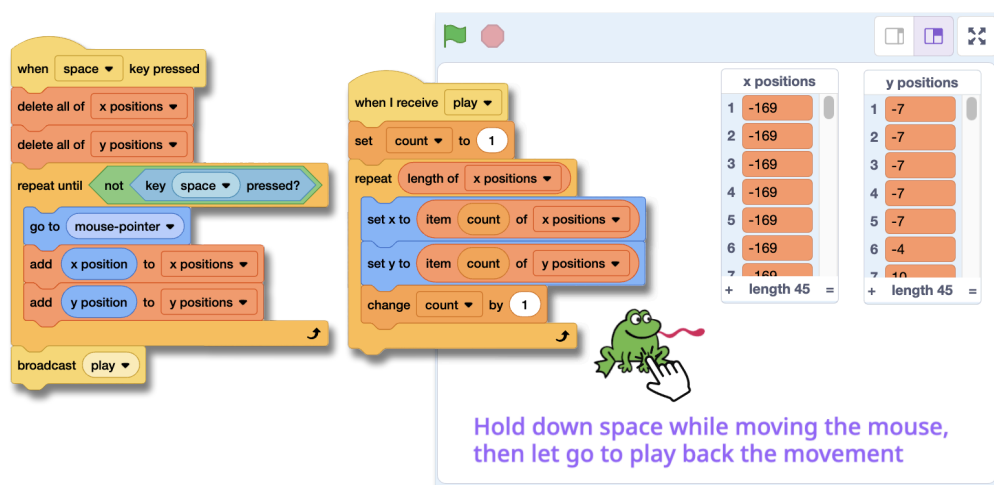 when space key pressed
delete all of x positions
delete all of y positions
repeat until not key space pressed?
go to mouse-pointer
add x position to x positions
add y position to y positions
broadcast play
when I receive play
set count to 1
repeat length of x positions
set x to item count of x positions
set y to item count of y positions
change count by 1
x positions
1 -169
2 -169
3 -169
4 -169
5 -169
6 -169
7 -169
+ length 45 =
y positions
1 -7
2 -7
3 -7
4 -7
5 -7
6 -4
7 10
+ length 45 =
Hold down space while moving the mouse,
then let go to play back the movement